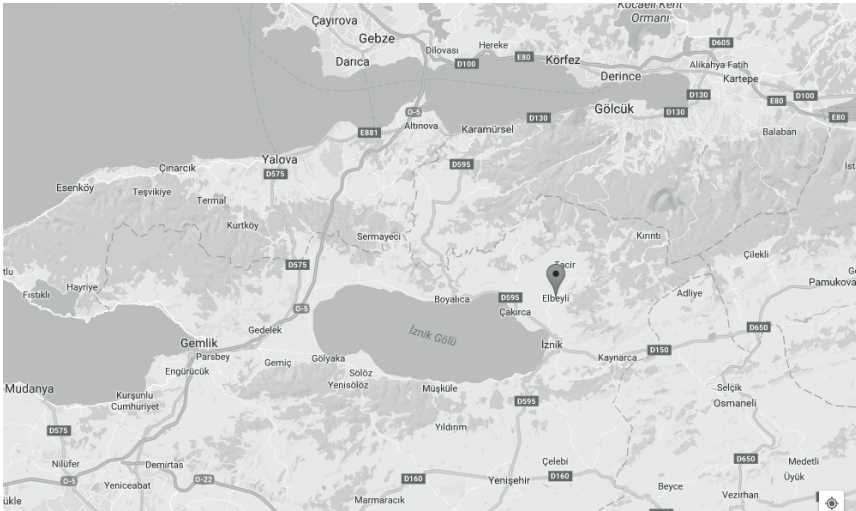 Kocaeli Kent
Ormanı
Çayırova
Gebze
Dilovası
Hereke
D605
Darıca
D100
E80
Körfez
Alikahya Fatih
Derince
Kartepe
D130
D100
E80
Gölcük
O-5
D130
D130
E80
Altınova
Karamürsel
E881
Balaban
Yalova
D595
Çınarcık
D575
Esenköy
Teşvikiye
Termal
Kurtköy
Sermayeci
Kırıntı
Çilekli
D575
Hayriye
Fıstıklı
Elbeyli
Adliye
Boyalıca
D595
Çakırca
O-5
D650
Gedelek
İznik Gölü
Gemlik
İznik
D150
Parsbey
Gemiç
Gölyaka
Kaynarca
Engürücük
Sölöz
Yenisölöz
Müşküle
Mudanya
Kurşunlu
Cumhuriyet
D595
Selçik
Osmaneli
D575
Yıldırım
Nilüfer
Demirtas
Çelebi
D650
Medetli
O-5
O-22
D160
Yenişehir
D160
Üyük
Yeniceabat
Beyce
Vezirhan
Marmaracık